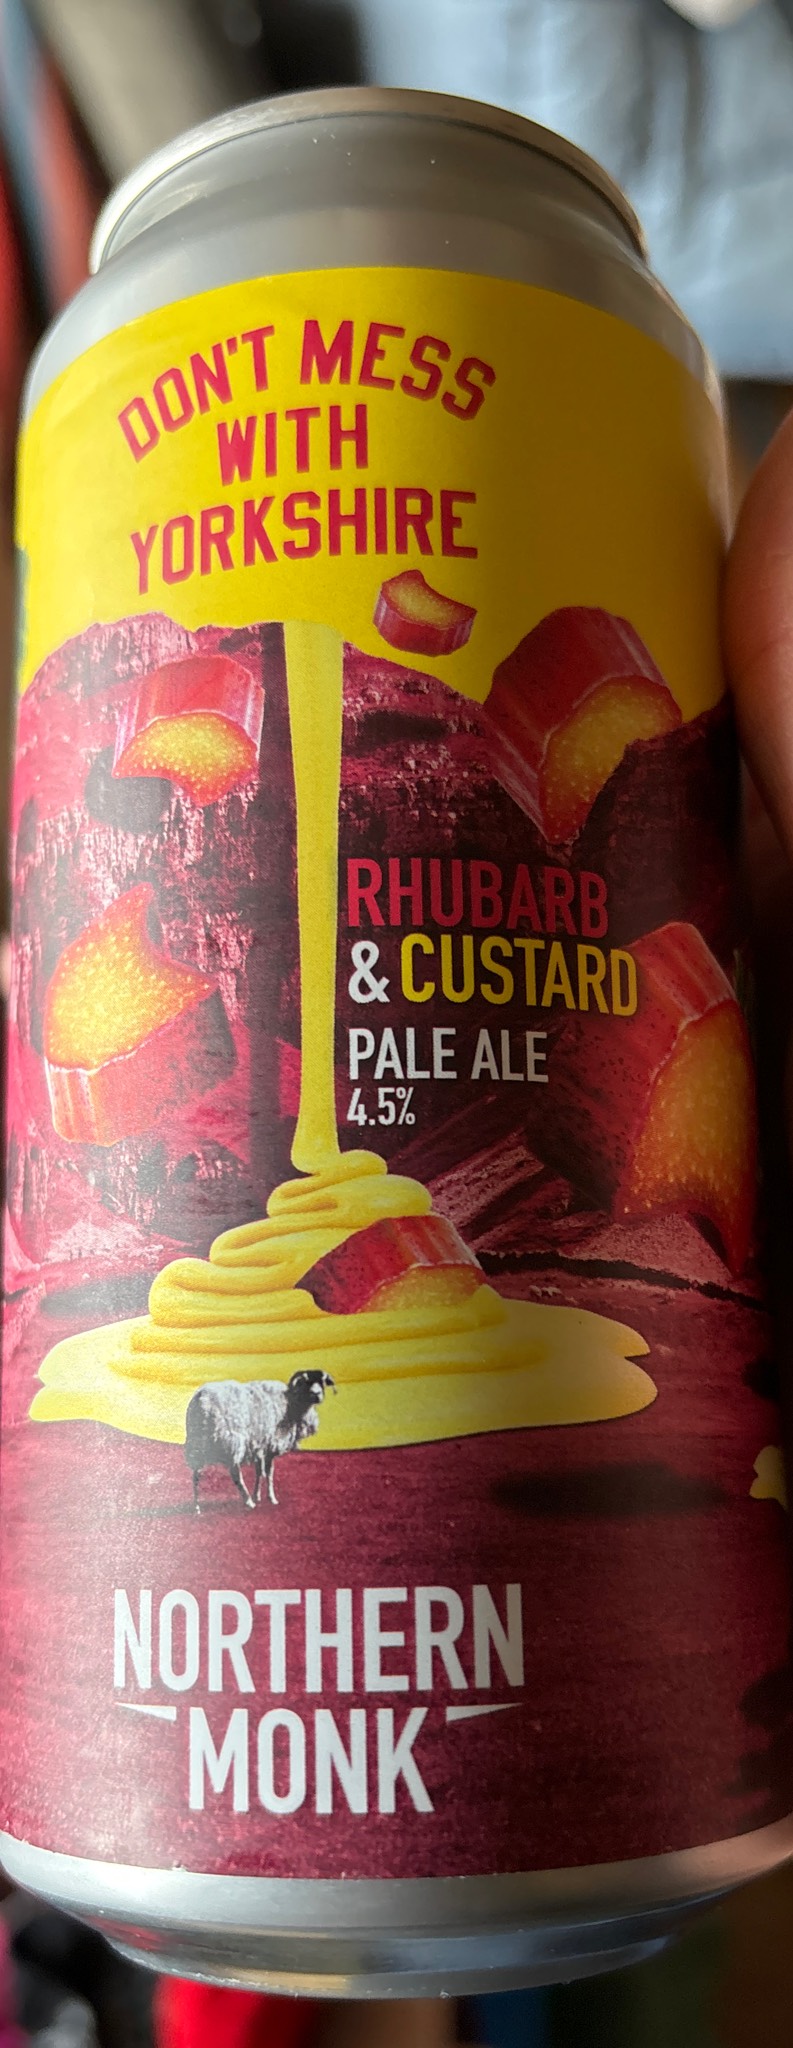 DON'T MESS
WITH
YORKSHIRE
RHUBARB
& CUSTARD
PALE ALE
4.5%
NORTHERN
MONK